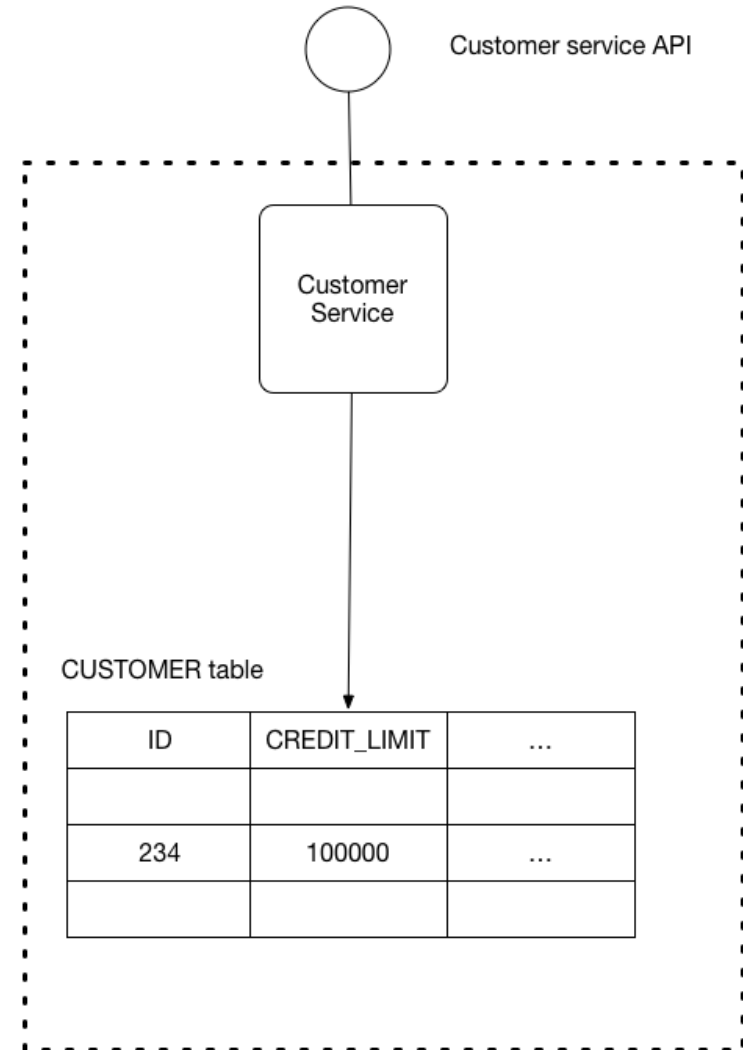 Customer service API
Customer
Service
CUSTOMER table
ID CREDIT_LIMIT ...
234 100000 ...